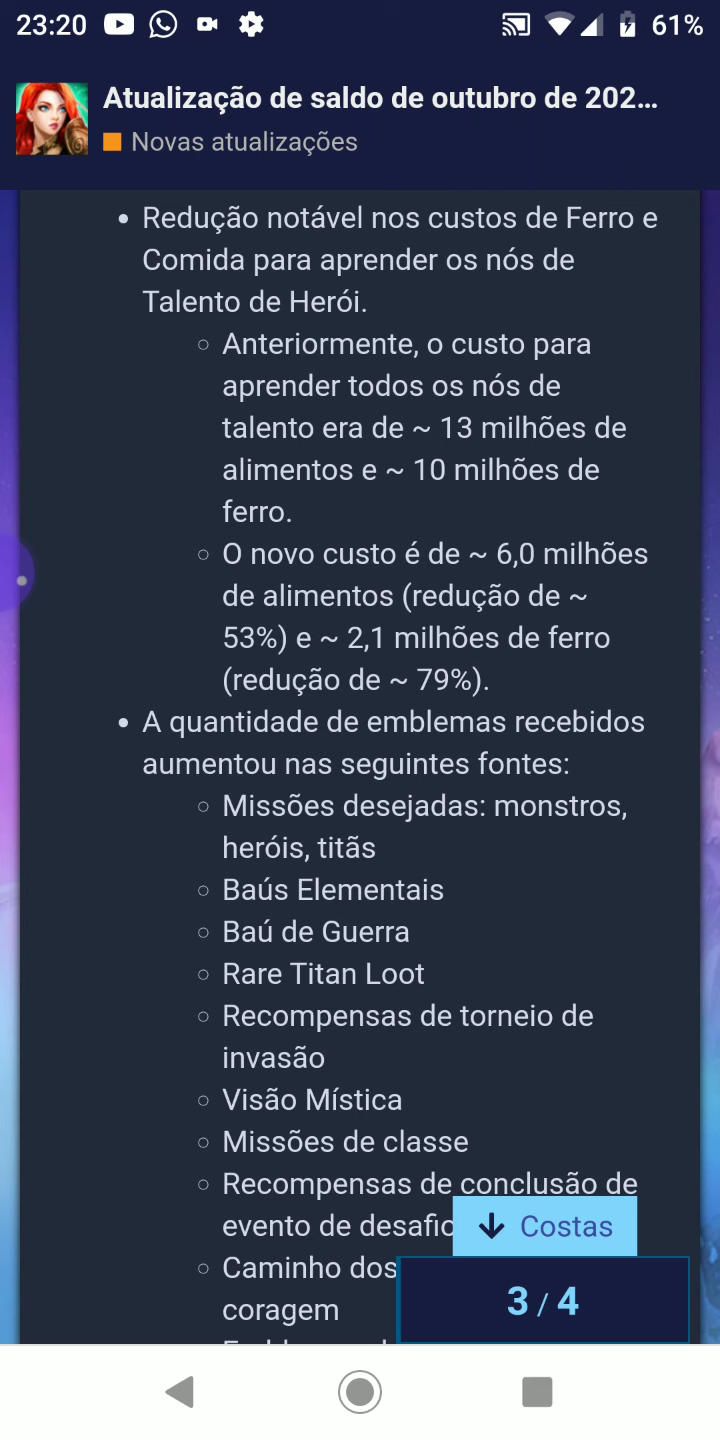 23:20
61%
Atualização de saldo de outubro de 202...
Novas atualizações
Redução notável nos custos de Ferro e
Comida para aprender os nós de
Talento de Herói.
Anteriormente, o custo para
aprender todos os nós de
talento era de ~ 13 milhões de
alimentos e ~ 10 milhões de
ferro.
O novo custo é de ~ 6,0 milhões
de alimentos (redução de ~
53%) e ~ 2,1 milhões de ferro
(redução de ~ 79%).
A quantidade de emblemas recebidos
aumentou nas seguintes fontes:
Missões desejadas: monstros,
heróis, titãs
Baús Elementais
Baú de Guerra
Rare Titan Loot
Recompensas de torneio de
invasão
Visão Mística
Missões de classe
Recompensas de conclusão de
evento de desafio
Costas
Caminho dos
coragem
3 / 4